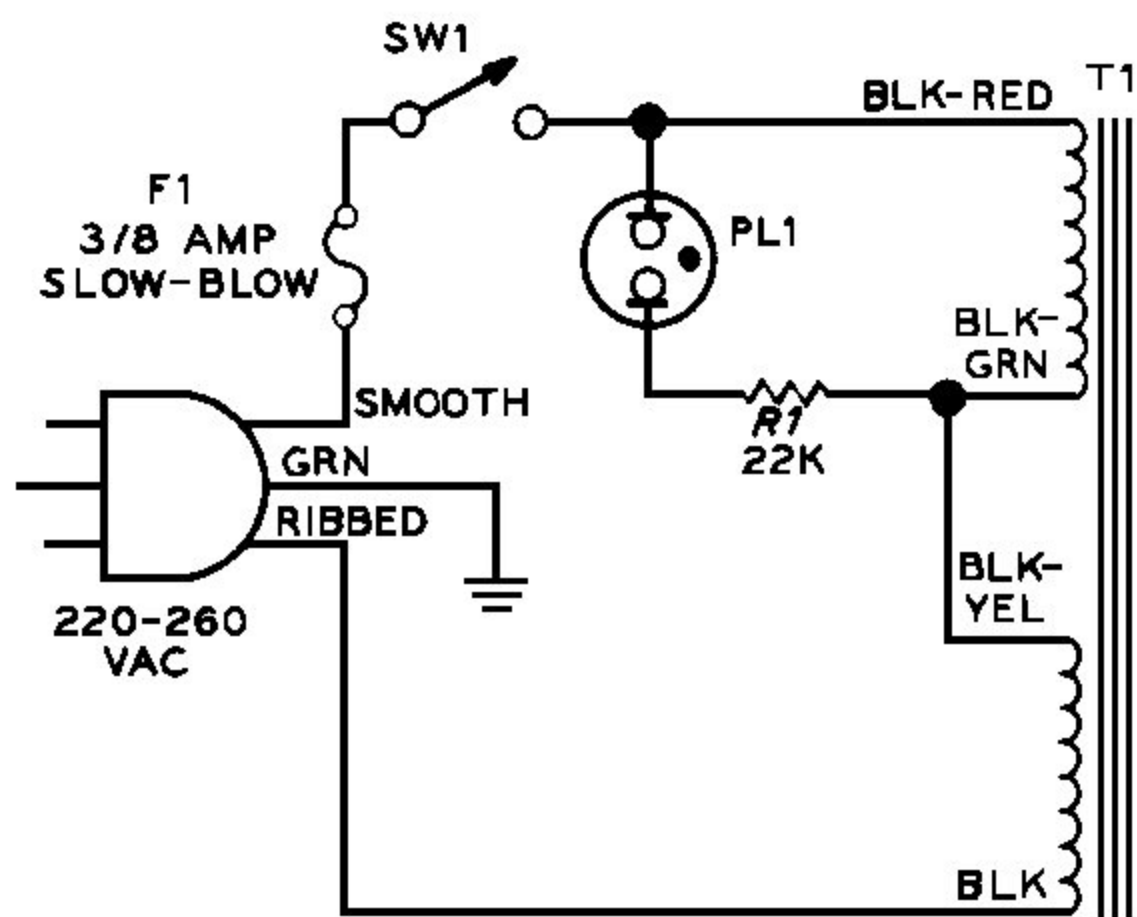 SW1
T1
BLK-RED
F1
3/8 AMP
SLOW-BLOW
PL1
BLK-
GRN
SMOOTH
R1
22K
GRN
RIBBED
BLK-
YEL
220-260
VAC
BLK